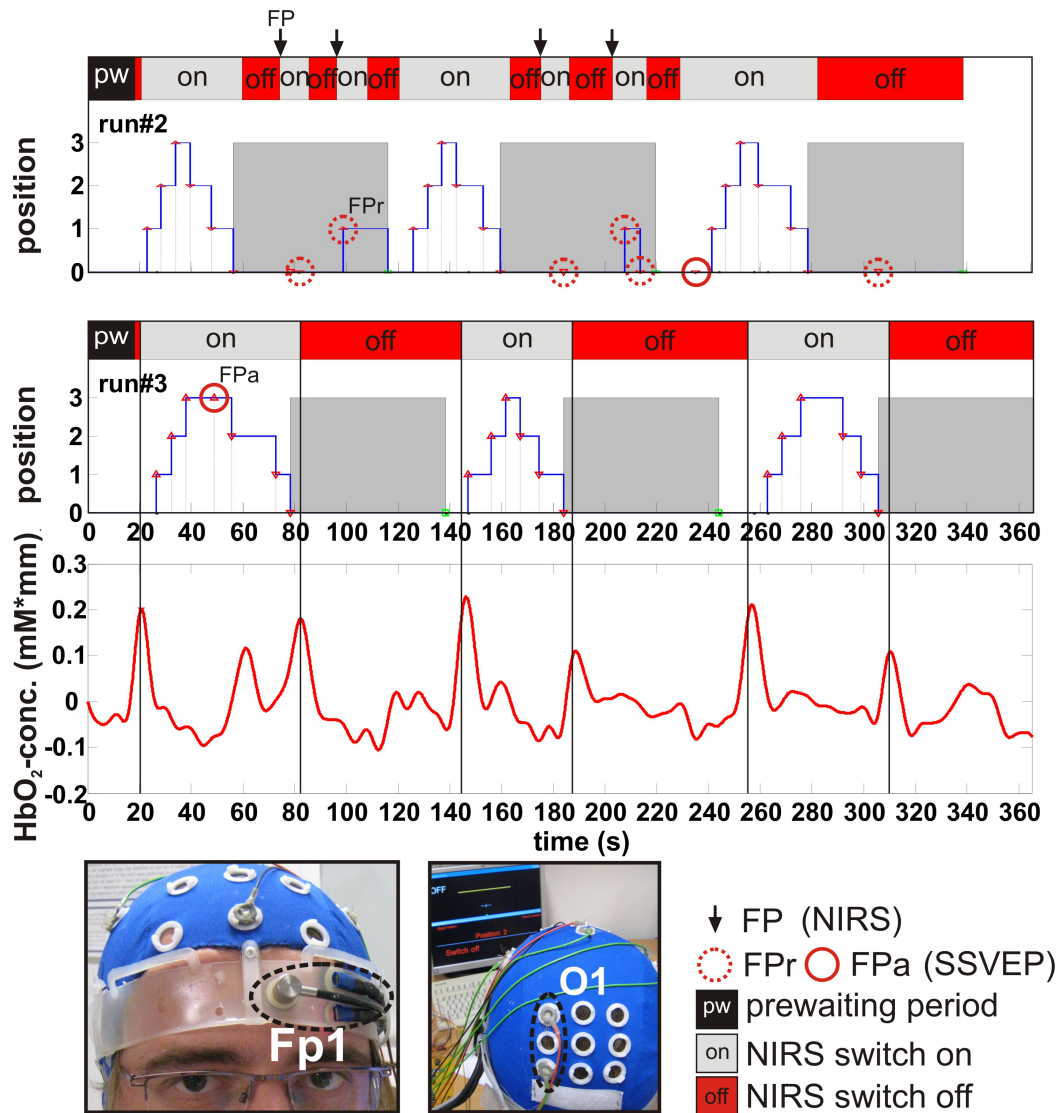 FP
pw on off on off on off on off on off on off on off
run#2
position
3
2
1
0
FPr
pw on off on off on off
run#3
position
3
2
1
0
FPa
0 20 40 60 80 100 120 140 160 180 200 220 240 260 280 300 320 340 360
HbO2-conc. (mM*mm)
0.3
0.2
0.1
0
-0.1
-0.2
0 20 40 60 80 100 120 140 160 180 200 220 240 260 280 300 320 340 360
time (s)
Fp1
OFF
Position: 2
Switch off
O1
FP (NIRS)
FPr FPa (SSVEP)
pw prewaiting period
on NIRS switch on
off NIRS switch off